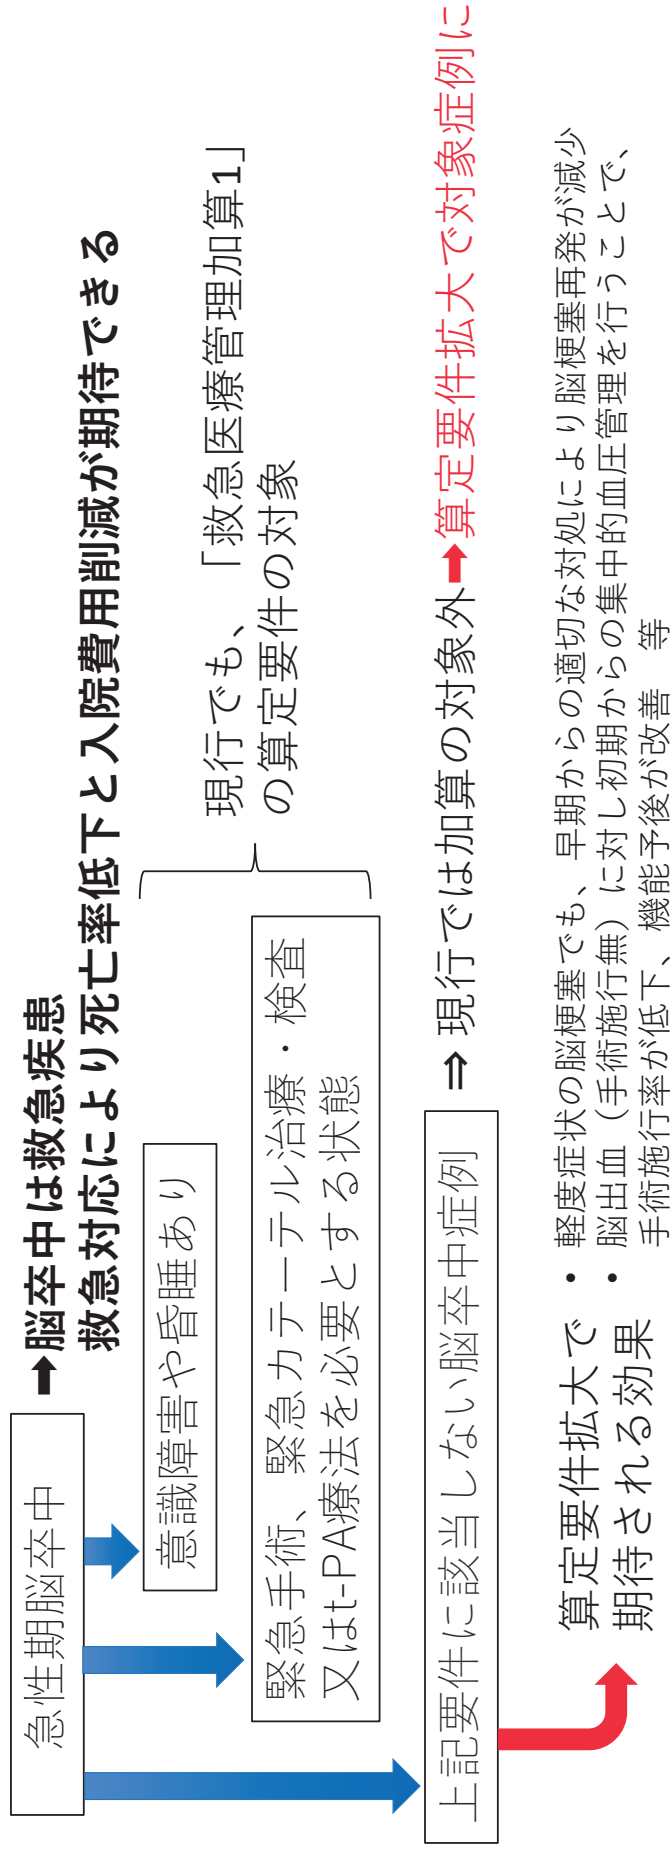 急性期脳卒中
➡脳卒中は救急疾患
救急対応により死亡率低下と入院費用削減が期待できる
意識障害や昏睡あり
緊急手術、緊急カテーテル治療・検査
又はt-PA療法を必要とする状態
現行でも、「救急医療管理加算1」
の算定要件の対象
上記要件に該当しない脳卒中症例
⇒ 現行では加算の対象外➡算定要件拡大で対象症例に
算定要件拡大で
期待される効果
• 軽度症状の脳梗塞でも、早期からの適切な対処により脳梗塞再発が減少
• 脳出血（手術施行無）に対し初期からの集中的血圧管理を行うことで、
手術施行率が低下、機能予後が改善 等